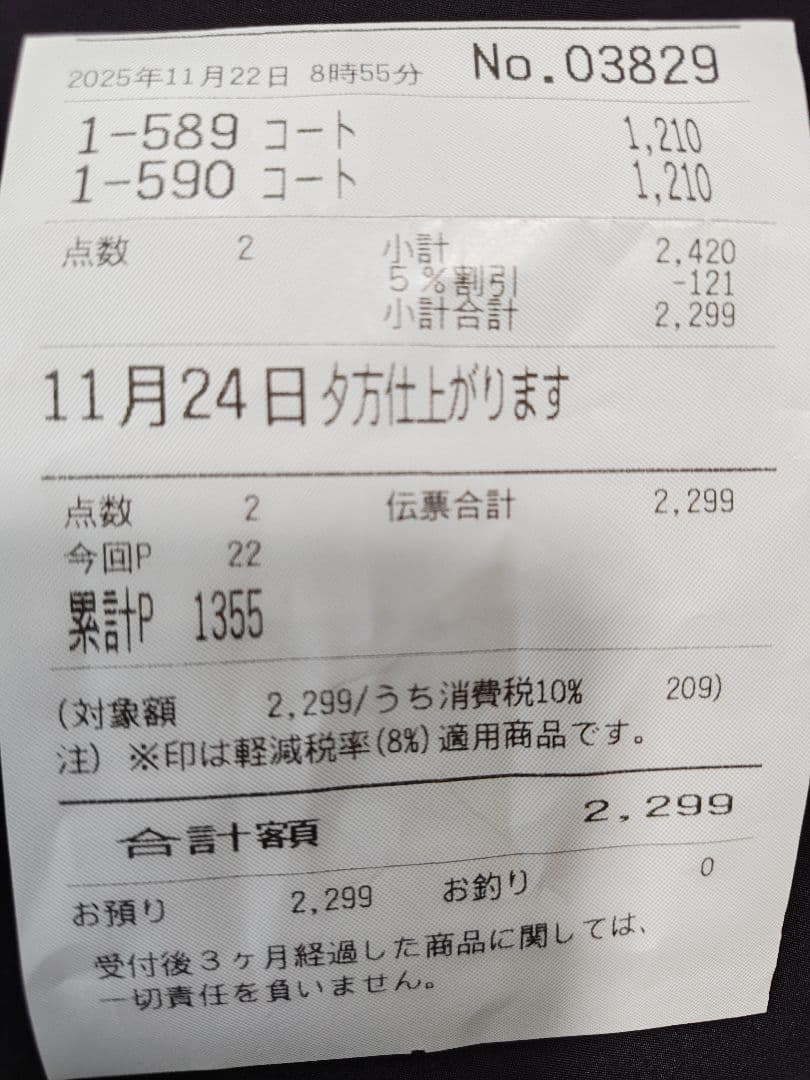 2025年11月22日 8時55分 No.03829
1-589 コート 1,210
1-590 コート 1,210
点数 2 小計 2,420
5%割引 -121
小計合計 2,299
11月24日夕方仕上がります
点数 2 伝票合計 2,299
今回P 22
累計P 1355
(対象額 2,299/うち消費税10% 209)
注)※印は軽減税率(8%)適用商品です。
合計額 2,299
お預り 2,299 お釣り 0
受付後3ヶ月経過した商品に関しては、
一切責任を負いません。